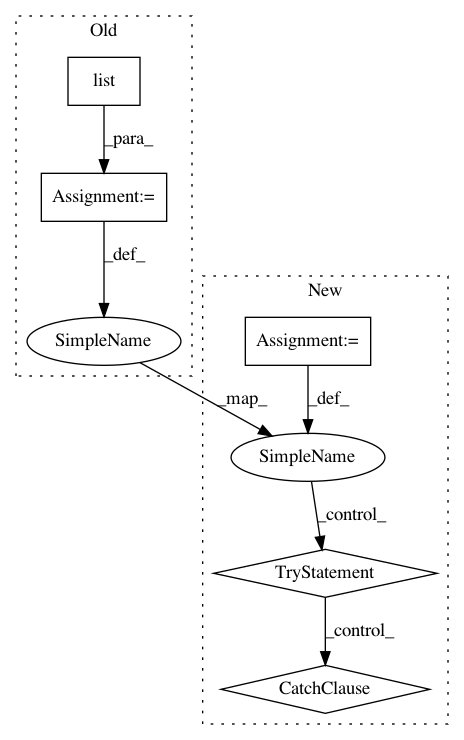 Old
list
_para_
Assignment:=
_def_
SimpleName
New
Assignment:=
_map_
_def_
SimpleName
_control_
TryStatement
_control_
CatchClause